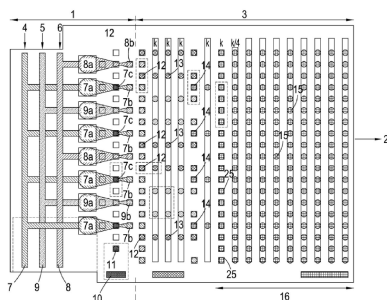 1 3
4 5 6 12 8b k k k k k/4
8a 7c 12 13 14
7a 7b
9a 7b 15
7a 7c 12 13 14
8a 7b 15
7a 7c 12
9a 7b 25
7a 9b 7b 13 14
12
11
7 9 8 10 25
16
2